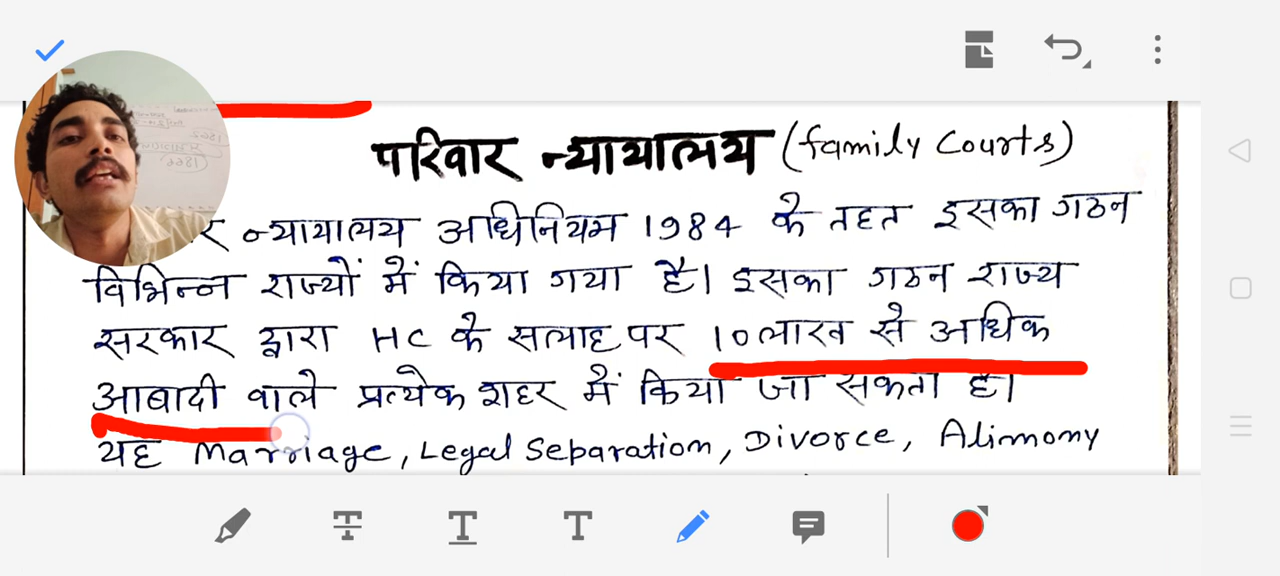 परिवार न्यायालय (family Courts)
र न्यायालय अधिनियम 1984 के तहत इसका गठन
विभिन्न राज्यों में किया गया है। इसका गठन राज्य
सरकार द्वारा HC के सलाह पर 10 लाख से अधिक
आबादी वाले प्रत्येक शहर में किया जा सकता है।
यह Marriage, Legal Separation, Divorce, Alimony